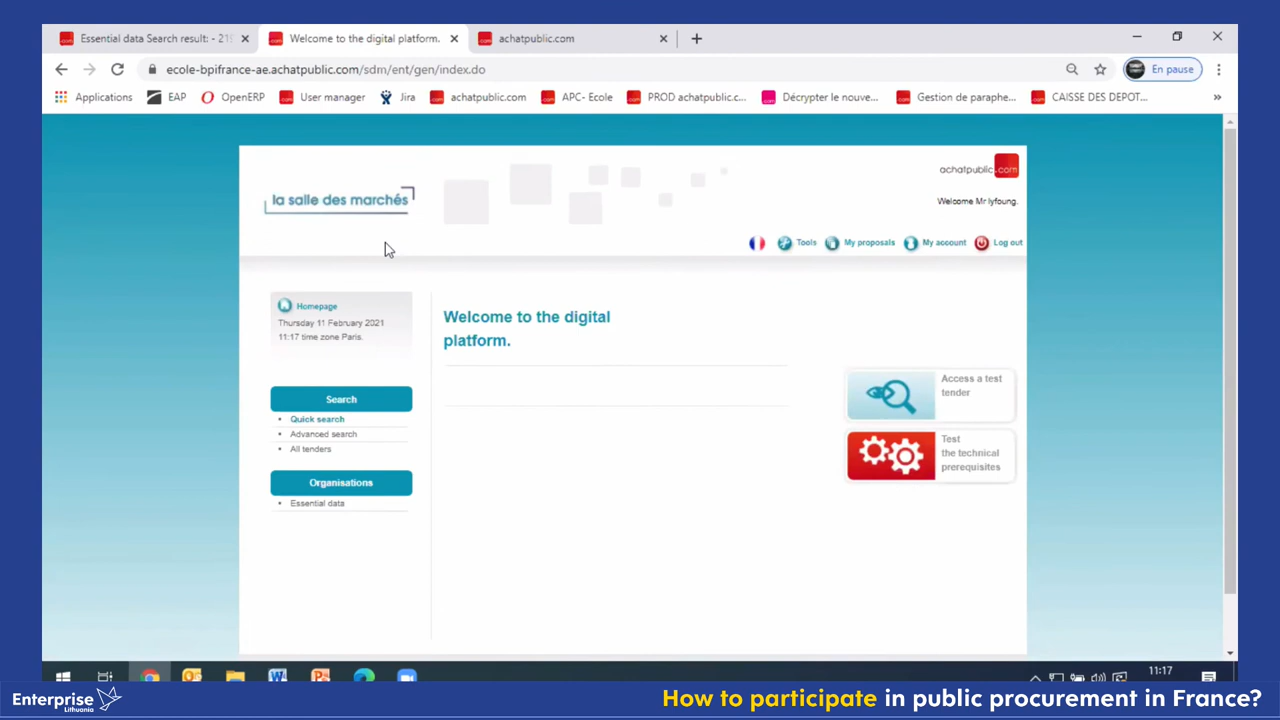 Essential data Search result: - 215
Welcome to the digital platform.
achatpublic.com
ecole-bpifrance-ae.achatpublic.com/sdm/ent/gen/index.do
En pause
Applications
EAP
OpenERP
User manager
Jira
achatpublic.com
APC- Ecole
PROD achatpublic.c...
Décrypter le nouve...
Gestion de paraphe...
CAISSE DES DEPOT...
la salle des marchés
achatpublic.com
Welcome Mr lyfoung.
Tools
My proposals
My account
Log out
Homepage
Thursday 11 February 2021
11:17 time zone Paris.
Search
• Quick search
• Advanced search
• All tenders
Organisations
• Essential data
Welcome to the digital
platform.
Access a test
tender
Test
the technical
prerequisites
11:17
Enterprise
Lithuania
How to participate in public procurement in France?